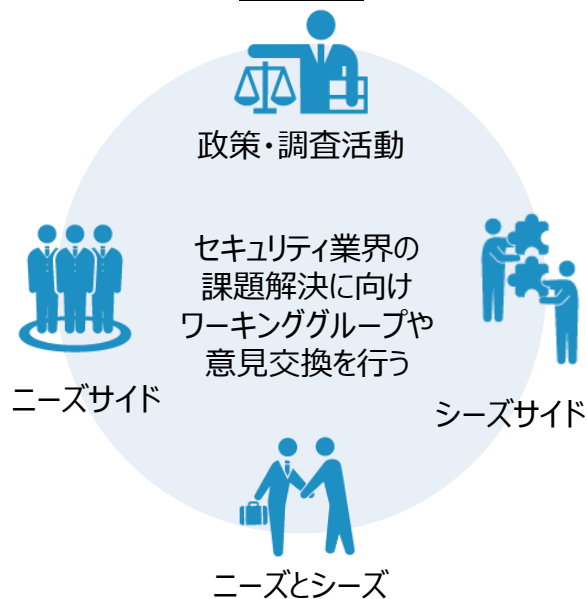 政策・調査活動
セキュリティ業界の
課題解決に向け
ワーキンググループや
意見交換を行う
ニーズサイド
シーズサイド
ニーズとシーズ